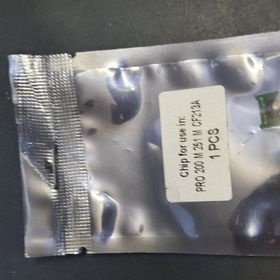 Chip for use in:
PRO 200 M 251 M CF213A
1 PCS